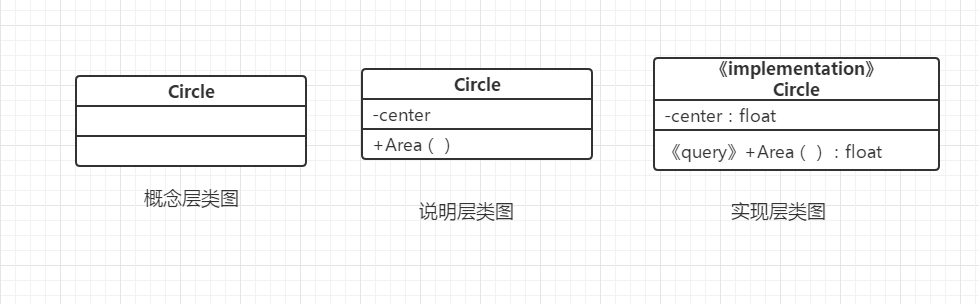 Circle
概念层类图
Circle
-center
+Area（ ）
说明层类图
《implementation》
Circle
-center：float
《query》+Area（ ）：float
实现层类图